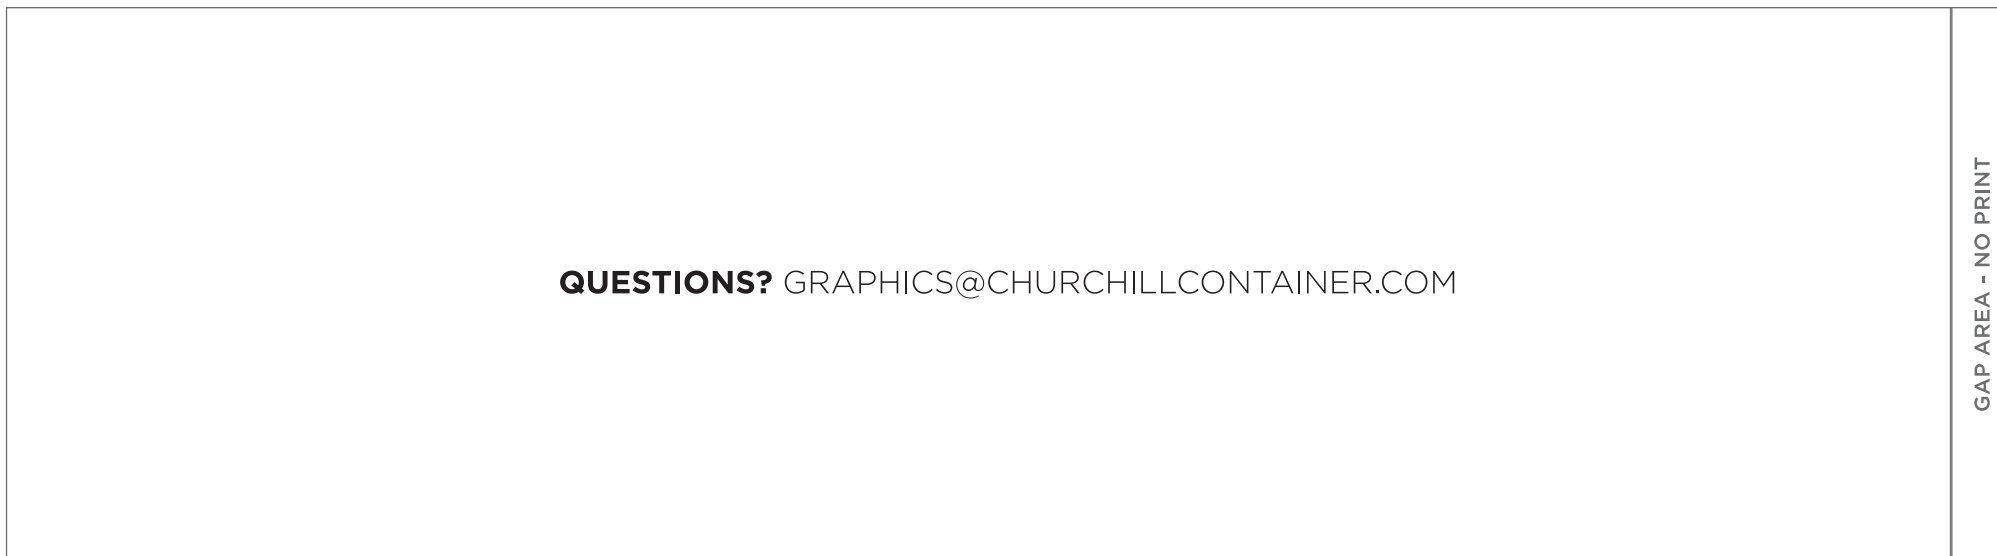 QUESTIONS? GRAPHICS@CHURCHILLCONTAINER.COM
GAP AREA - NO PRINT